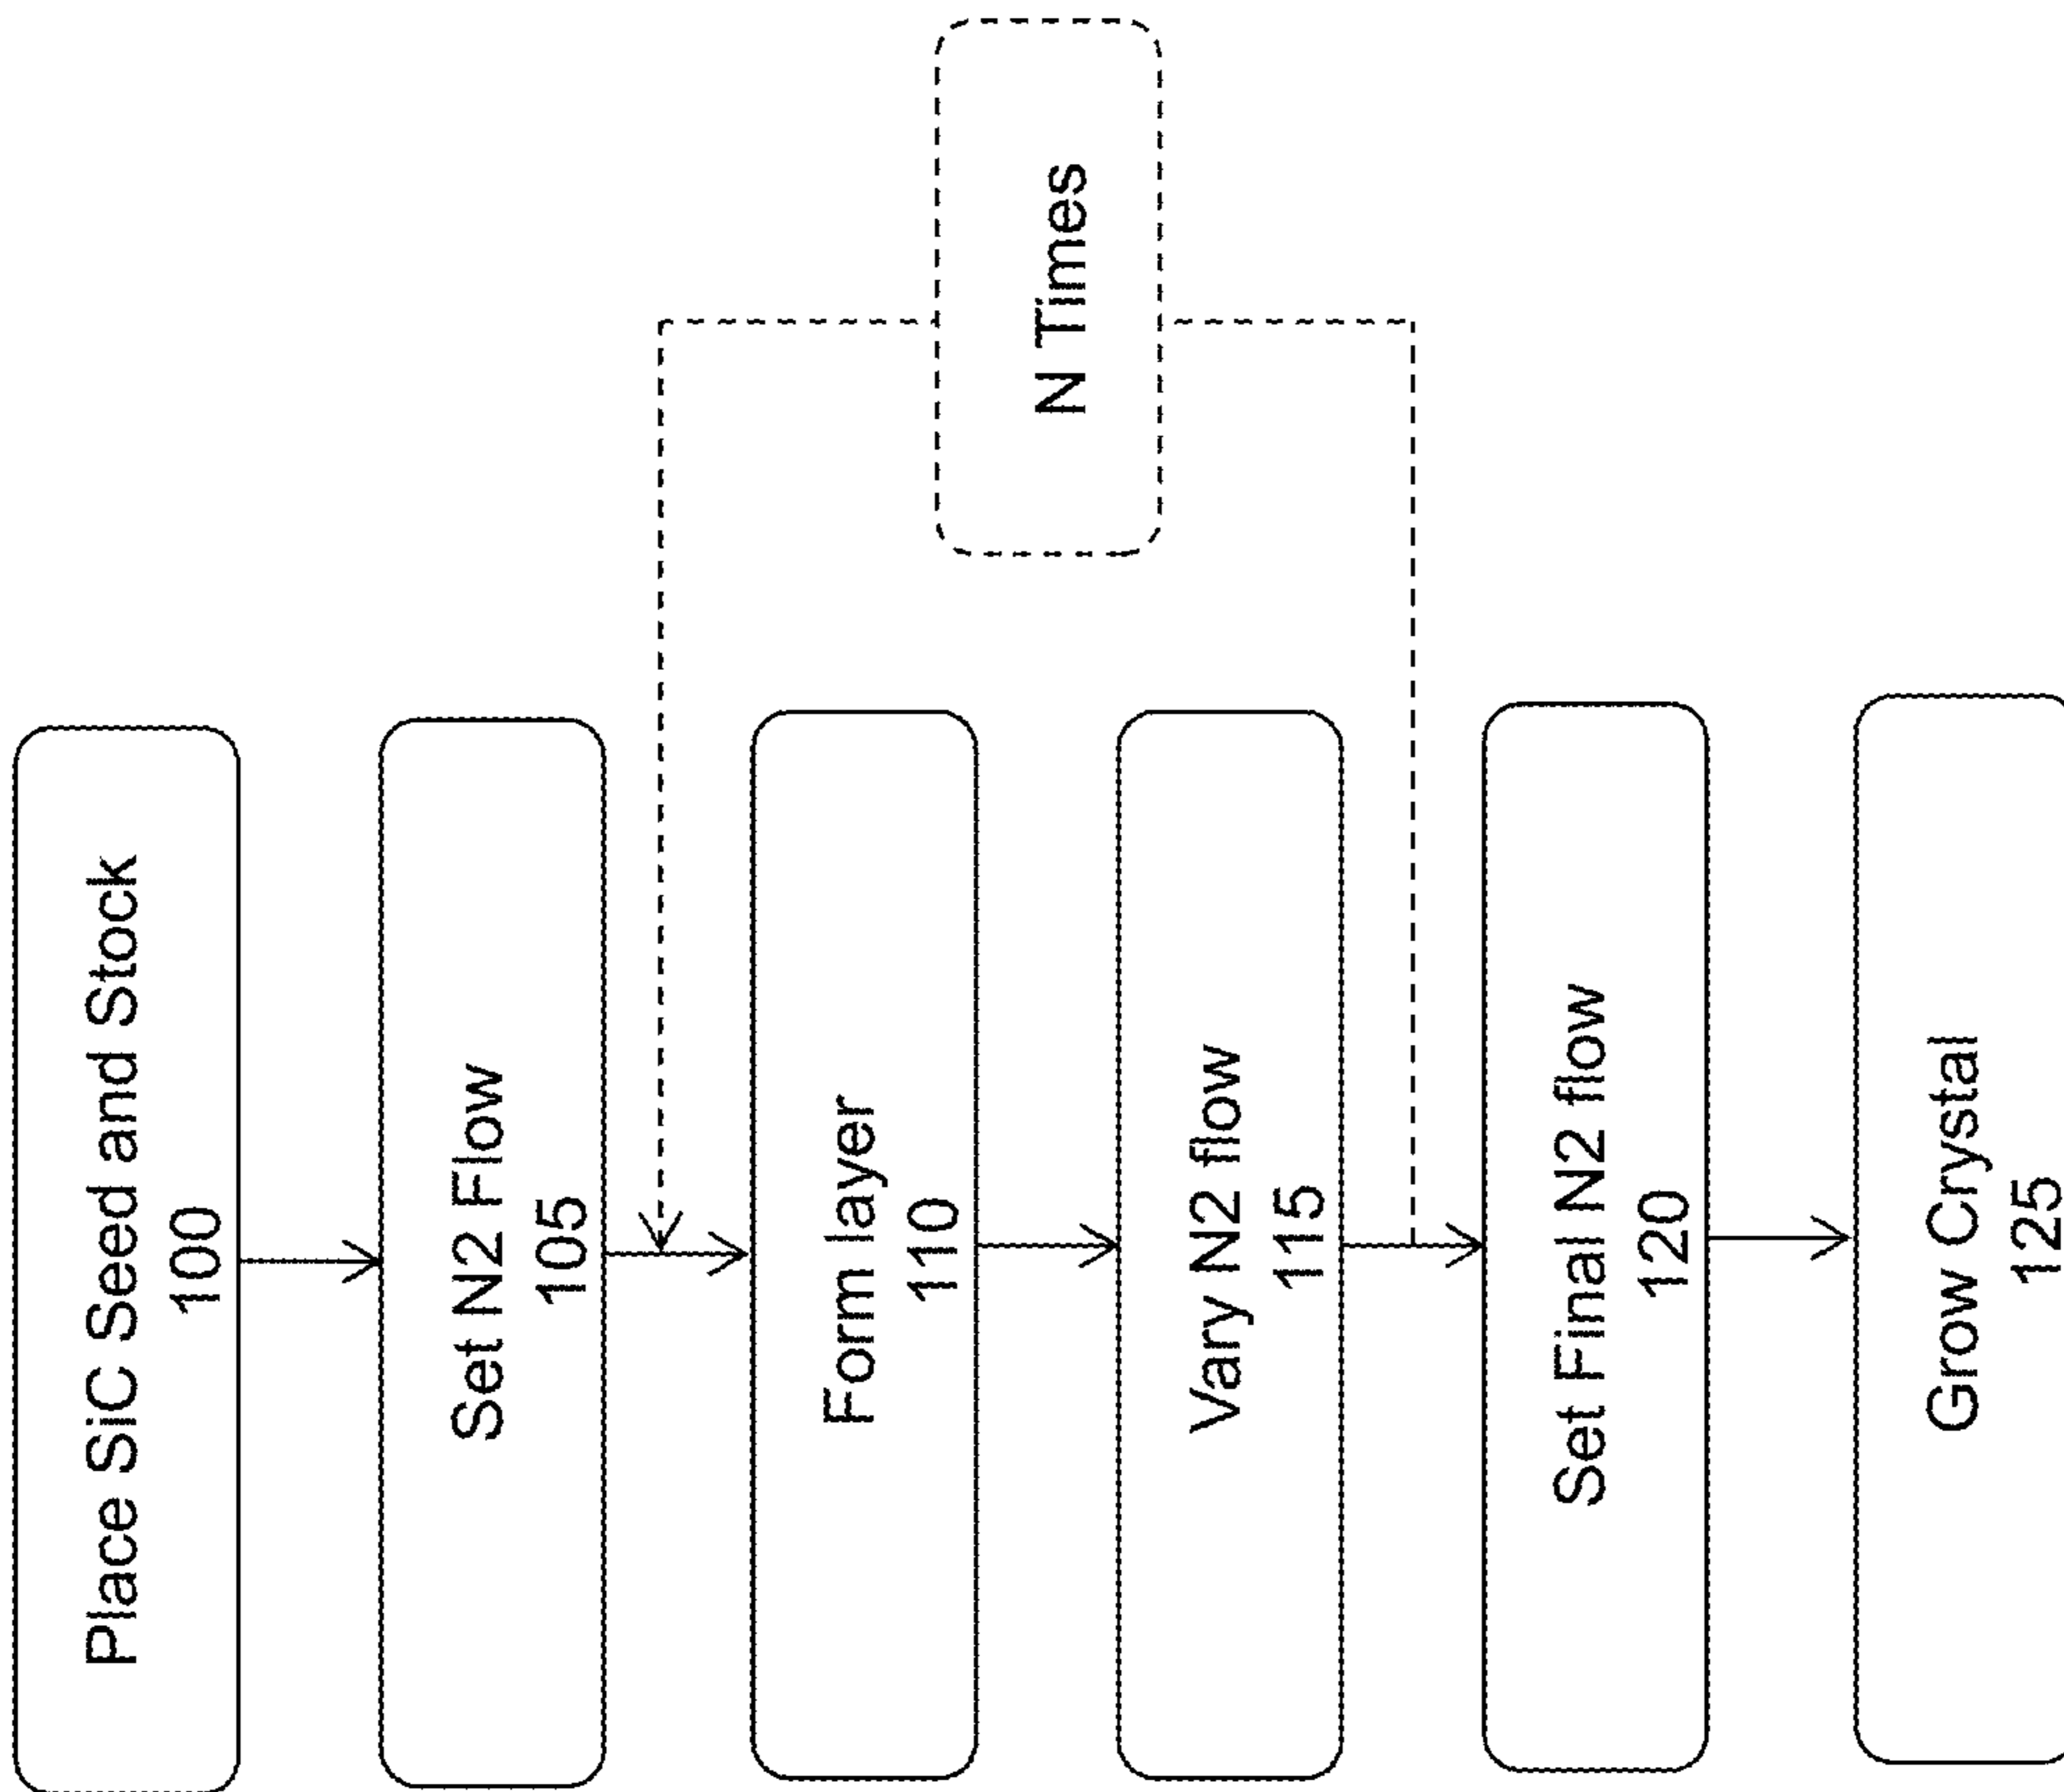 Place SiC Seed and Stock
100
Set N2 Flow
105
Form layer
110
Vary N2 flow
115
Set Final N2 flow
120
Grow Crystal
125
N Times